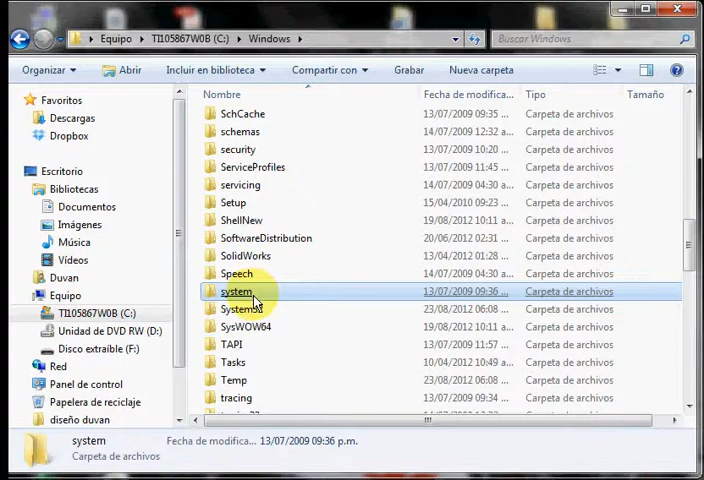 Equipo ▸ TI105867W0B (C:) ▸ Windows ▸
Buscar Windows
Organizar Abrir Incluir en biblioteca Compartir con Grabar Nueva carpeta
Favoritos
Descargas
Dropbox
Escritorio
Bibliotecas
Documentos
Imágenes
Música
Vídeos
Duvan
Equipo
TI105867W0B (C:)
Unidad de DVD RW (D:)
Disco extraíble (F:)
Red
Panel de control
Papelera de reciclaje
diseño duvan
Nombre Fecha de modifica... Tipo Tamaño
SchCache 13/07/2009 09:35 ... Carpeta de archivos
schemas 14/07/2009 12:32 a... Carpeta de archivos
security 13/07/2009 10:20 ... Carpeta de archivos
ServiceProfiles 13/07/2009 11:45 ... Carpeta de archivos
servicing 14/07/2009 04:30 a... Carpeta de archivos
Setup 15/04/2010 09:23 ... Carpeta de archivos
ShellNew 19/08/2012 10:11 a... Carpeta de archivos
SoftwareDistribution 20/06/2012 02:31 ... Carpeta de archivos
SolidWorks 13/04/2012 01:28 ... Carpeta de archivos
Speech 14/07/2009 04:30 a... Carpeta de archivos
system 13/07/2009 09:36 ... Carpeta de archivos
System32 23/08/2012 06:08 ... Carpeta de archivos
SysWOW64 19/08/2012 10:11 a... Carpeta de archivos
TAPI 13/07/2009 11:57 ... Carpeta de archivos
Tasks 10/04/2012 10:49 a... Carpeta de archivos
Temp 23/08/2012 06:08 ... Carpeta de archivos
tracing 13/07/2009 09:35 ... Carpeta de archivos
system Fecha de modifica... 13/07/2009 09:36 p.m.
Carpeta de archivos